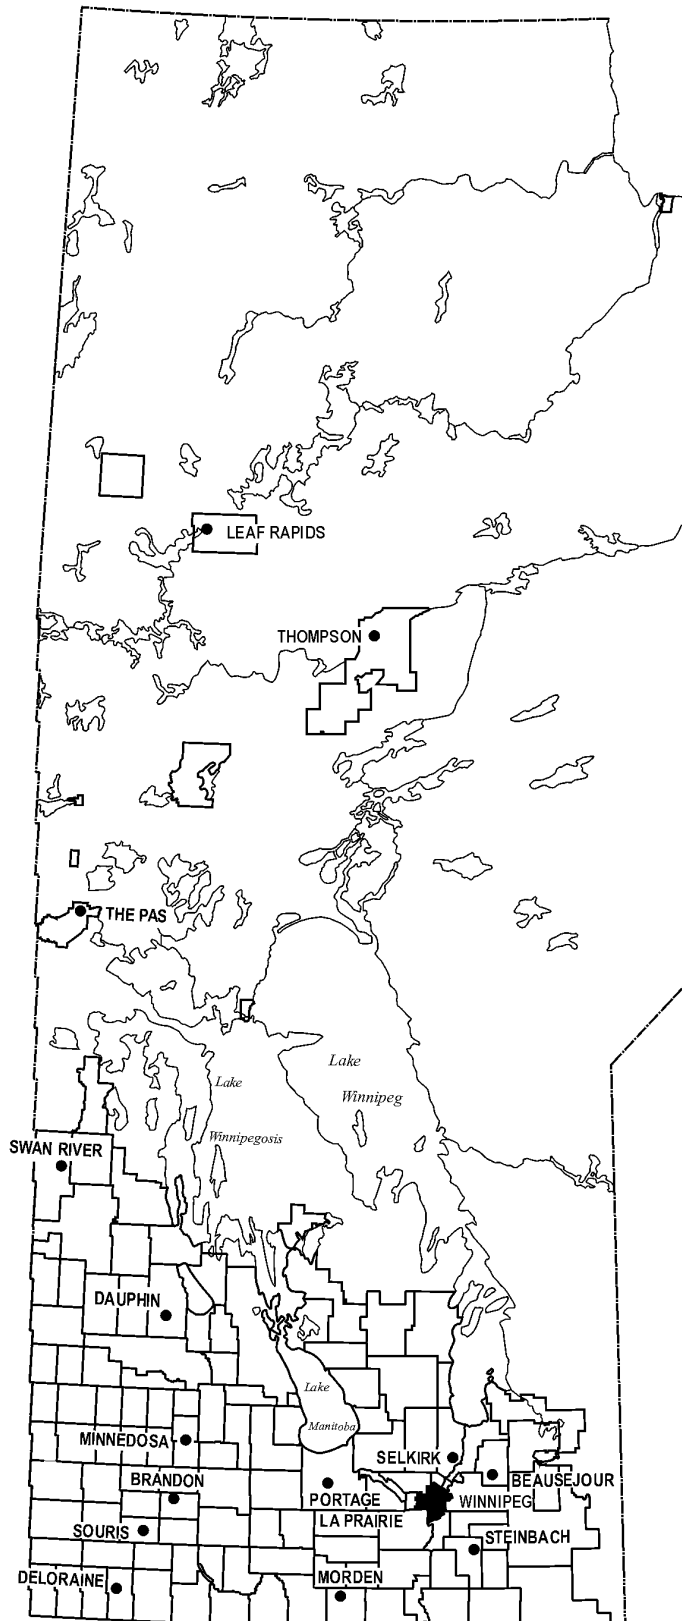 LEAF RAPIDS
THOMPSON
THE PAS
Lake
Winnipeg
Lake
Winnipegosis
SWAN RIVER
DAUPHIN
Lake
Manitoba
MINNEDOSA
SELKIRK
BRANDON
BEAUSEJOUR
PORTAGE
LA PRAIRIE
WINNIPEG
SOURIS
STEINBACH
DELORAINE
MORDEN